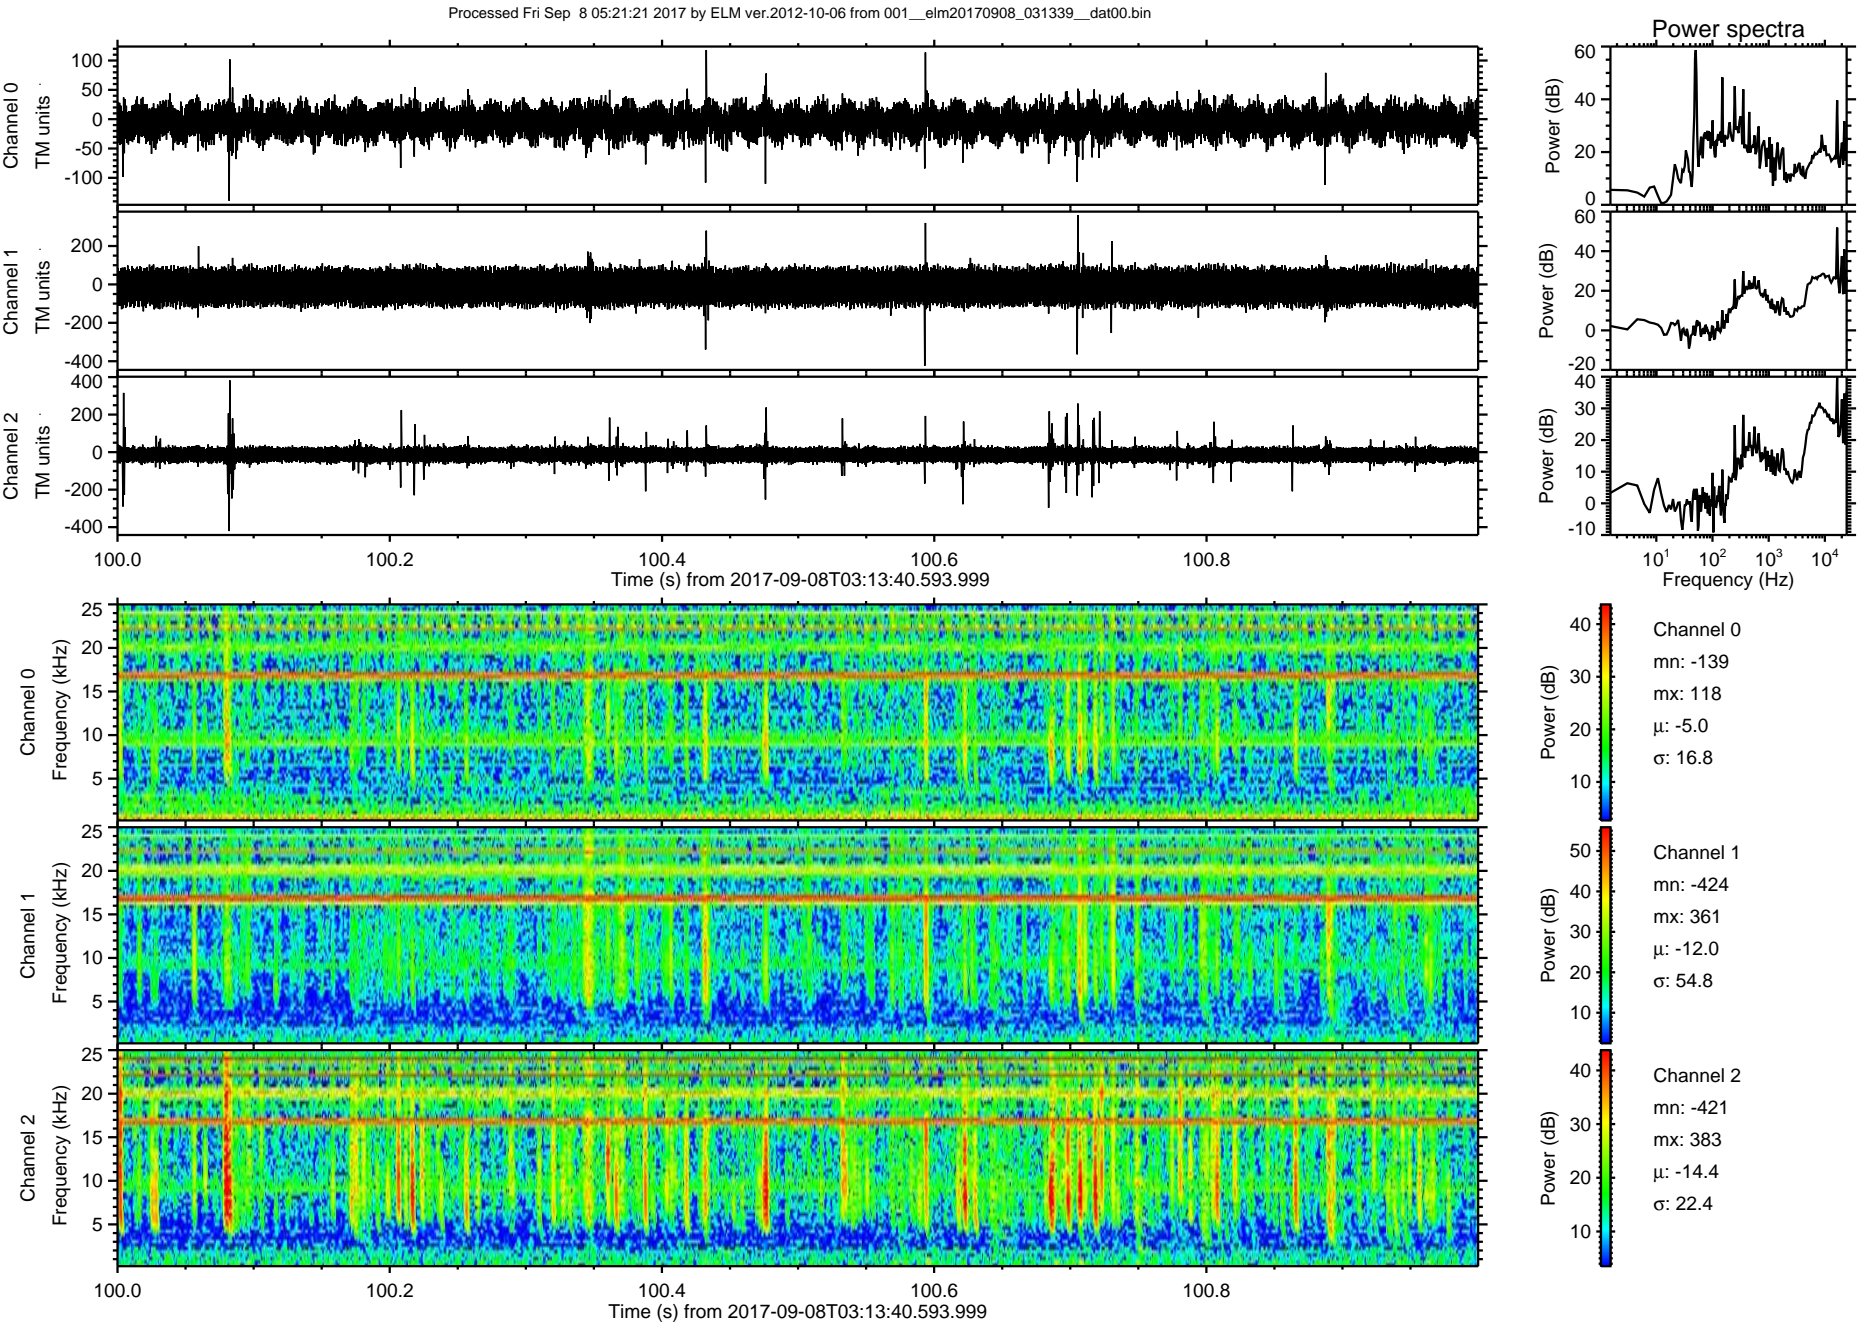 Processed Fri Sep  8 05:21:21 2017 by ELM ver.2012-10-06 from 001__elm20170908_031339__dat00.bin
Power spectra
Channel 0
TM units
100
50
0
-50
-100
Power (dB)
60
40
20
0
Channel 1
TM units
200
0
-200
-400
Power (dB)
60
40
20
0
-20
Channel 2
TM units
400
200
0
-200
-400
Power (dB)
40
30
20
10
0
-10
100.0 100.2 100.4 100.6 100.8
Time (s) from 2017-09-08T03:13:40.593.999
10¹ 10² 10³ 10⁴
Frequency (Hz)
Channel 0
Frequency (kHz)
25
20
15
10
5
Power (dB)
40
30
20
10
Channel 0
mn: -139
mx: 118
μ: -5.0
σ: 16.8
Channel 1
Frequency (kHz)
25
20
15
10
5
Power (dB)
50
40
30
20
10
Channel 1
mn: -424
mx: 361
μ: -12.0
σ: 54.8
Channel 2
Frequency (kHz)
25
20
15
10
5
Power (dB)
40
30
20
10
Channel 2
mn: -421
mx: 383
μ: -14.4
σ: 22.4
100.0 100.2 100.4 100.6 100.8
Time (s) from 2017-09-08T03:13:40.593.999